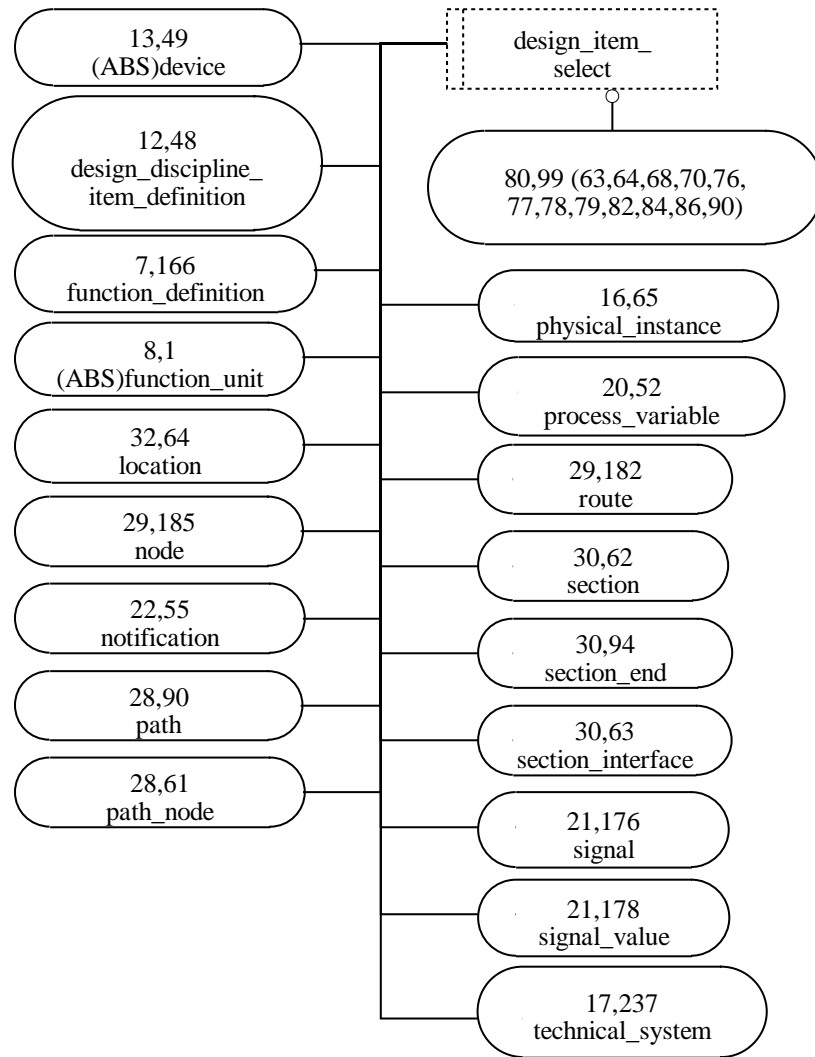 13,49
(ABS)device
12,48
design_discipline_
item_definition
7,166
function_definition
8,1
(ABS)function_unit
32,64
location
29,185
node
22,55
notification
28,90
path
28,61
path_node
design_item_
select
80,99 (63,64,68,70,76,
77,78,79,82,84,86,90)
16,65
physical_instance
20,52
process_variable
29,182
route
30,62
section
30,94
section_end
30,63
section_interface
21,176
signal
21,178
signal_value
17,237
technical_system